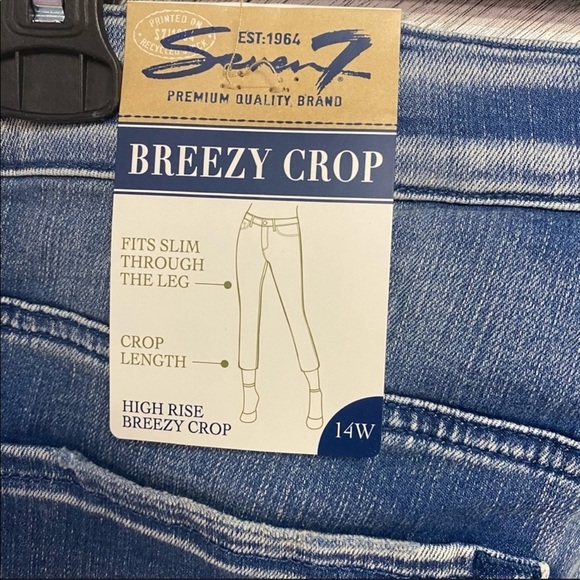 PRINTED ON
RECYCLED
EST:1964
Seven7
PREMIUM QUALITY BRAND
BREEZY CROP
FITS SLIM
THROUGH
THE LEG
CROP
LENGTH
HIGH RISE
BREEZY CROP
14W